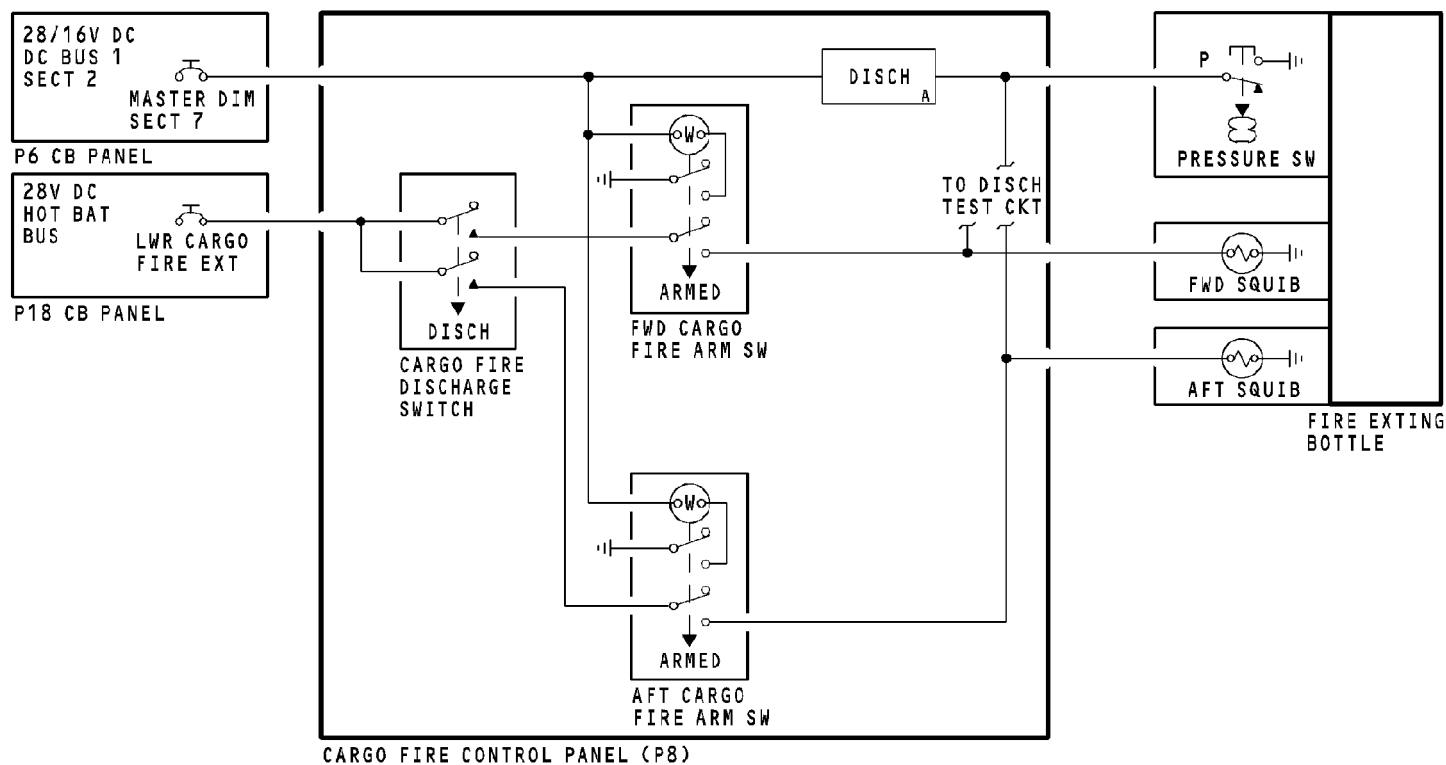 28/16V DC
DC BUS 1
SECT 2
MASTER DIM
SECT 7
P6 CB PANEL
28V DC
HOT BAT
BUS
LWR CARGO
FIRE EXT
P18 CB PANEL
DISCH
CARGO FIRE
DISCHARGE
SWITCH
W
ARMED
FWD CARGO
FIRE ARM SW
W
ARMED
AFT CARGO
FIRE ARM SW
DISCH
A
TO DISCH
TEST CKT
CARGO FIRE CONTROL PANEL (P8)
P
PRESSURE SW
FWD SQUIB
AFT SQUIB
FIRE EXTING
BOTTLE